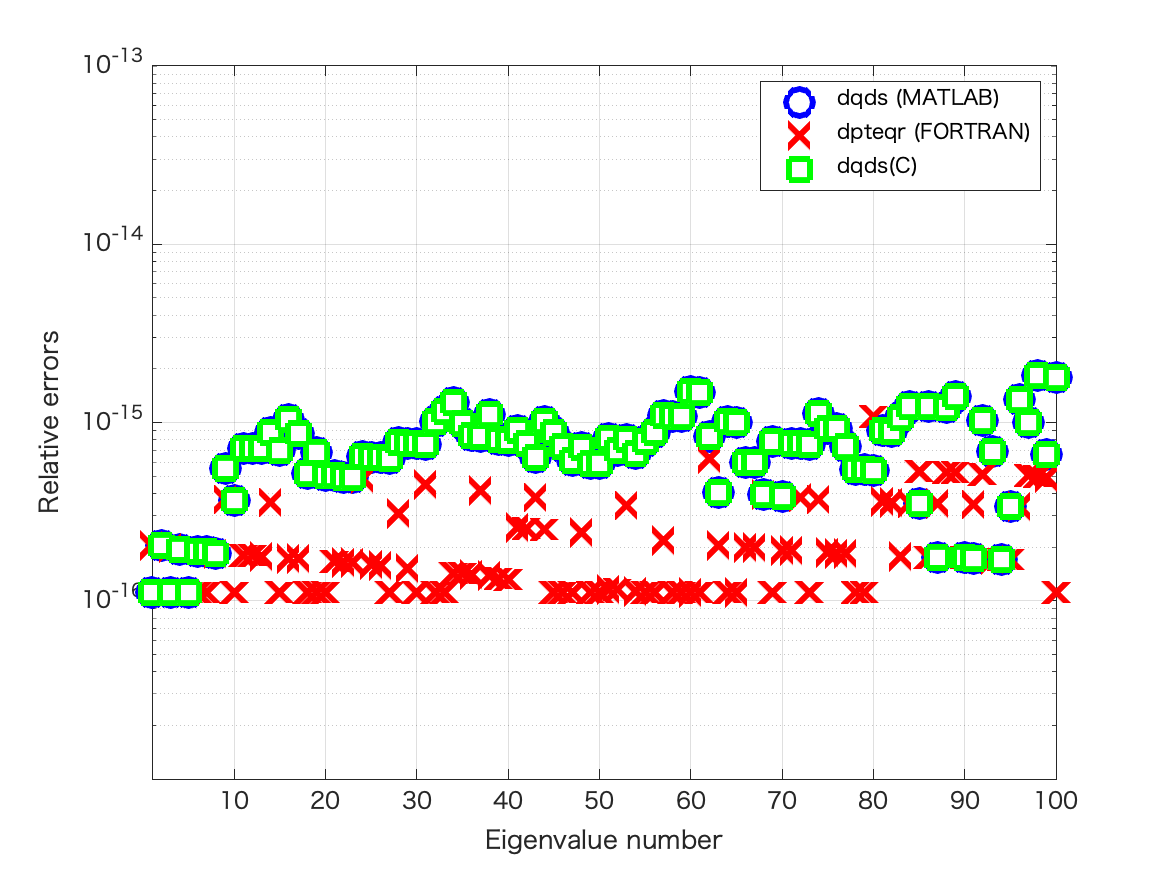 10-13
dqds (MATLAB)
dpteqr (FORTRAN)
dqds(C)
10-14
Relative errors
10-15
10-16
10 20 30 40 50 60 70 80 90 100
Eigenvalue number